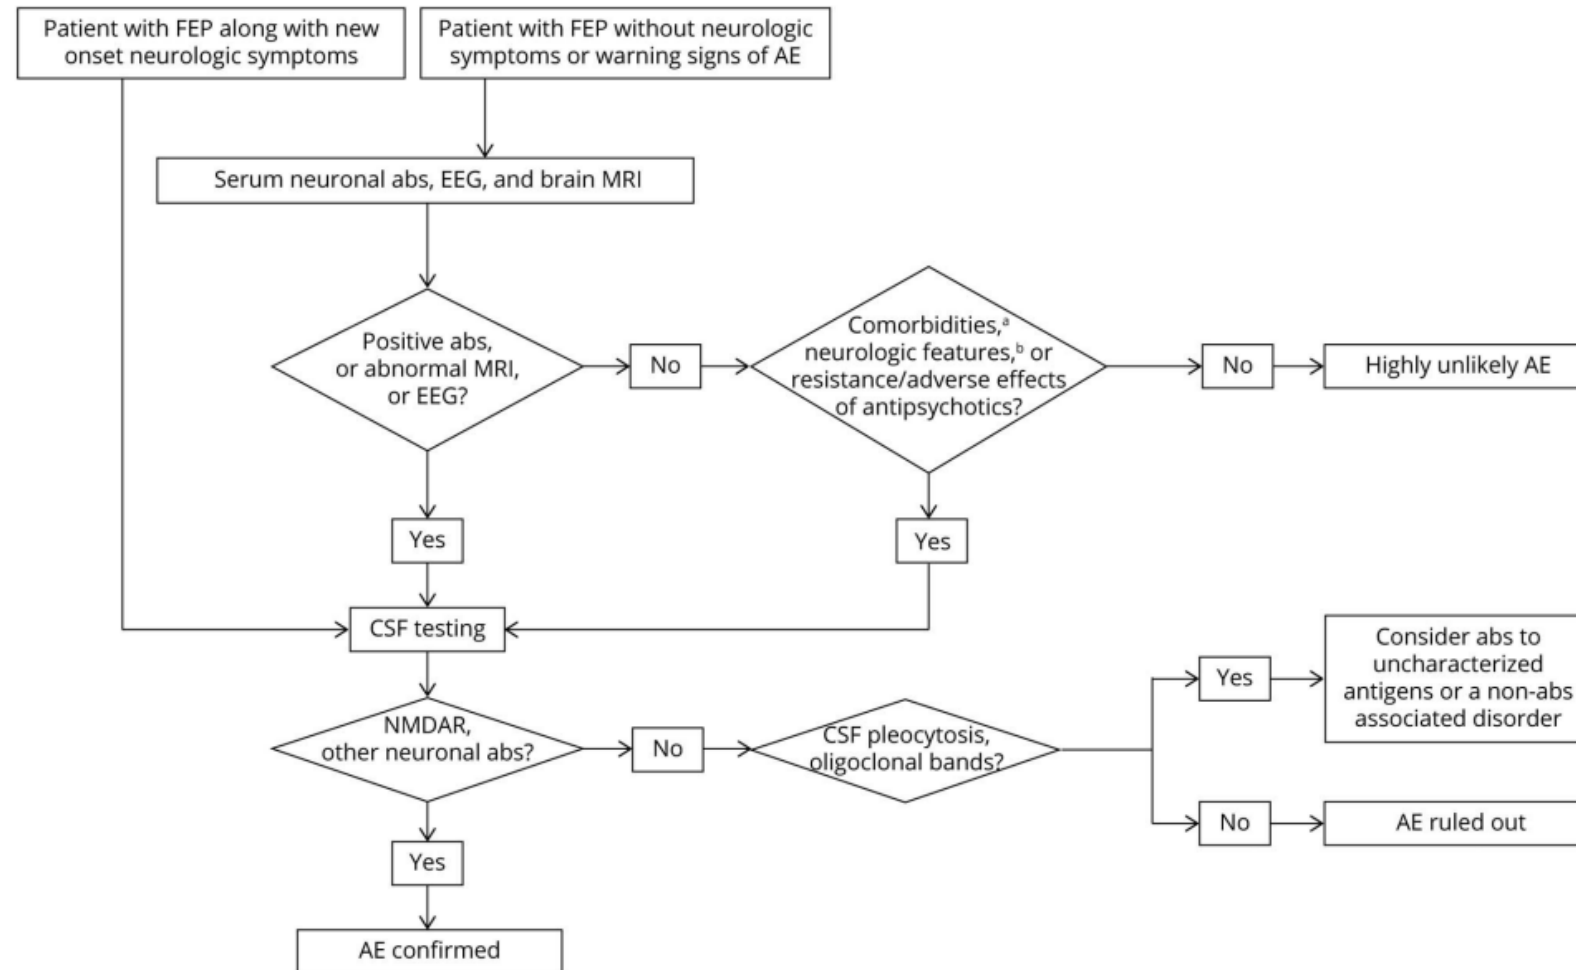 Patient with FEP along with new
onset neurologic symptoms
Patient with FEP without neurologic
symptoms or warning signs of AE
Serum neuronal abs, EEG, and brain MRI
Positive abs,
or abnormal MRI,
or EEG?
No
Comorbidities,ᵃ
neurologic features,ᵇ or
resistance/adverse effects
of antipsychotics?
No
Highly unlikely AE
Yes
Yes
CSF testing
NMDAR,
other neuronal abs?
No
CSF pleocytosis,
oligoclonal bands?
Yes
Consider abs to
uncharacterized
antigens or a non-abs
associated disorder
No
AE ruled out
Yes
AE confirmed